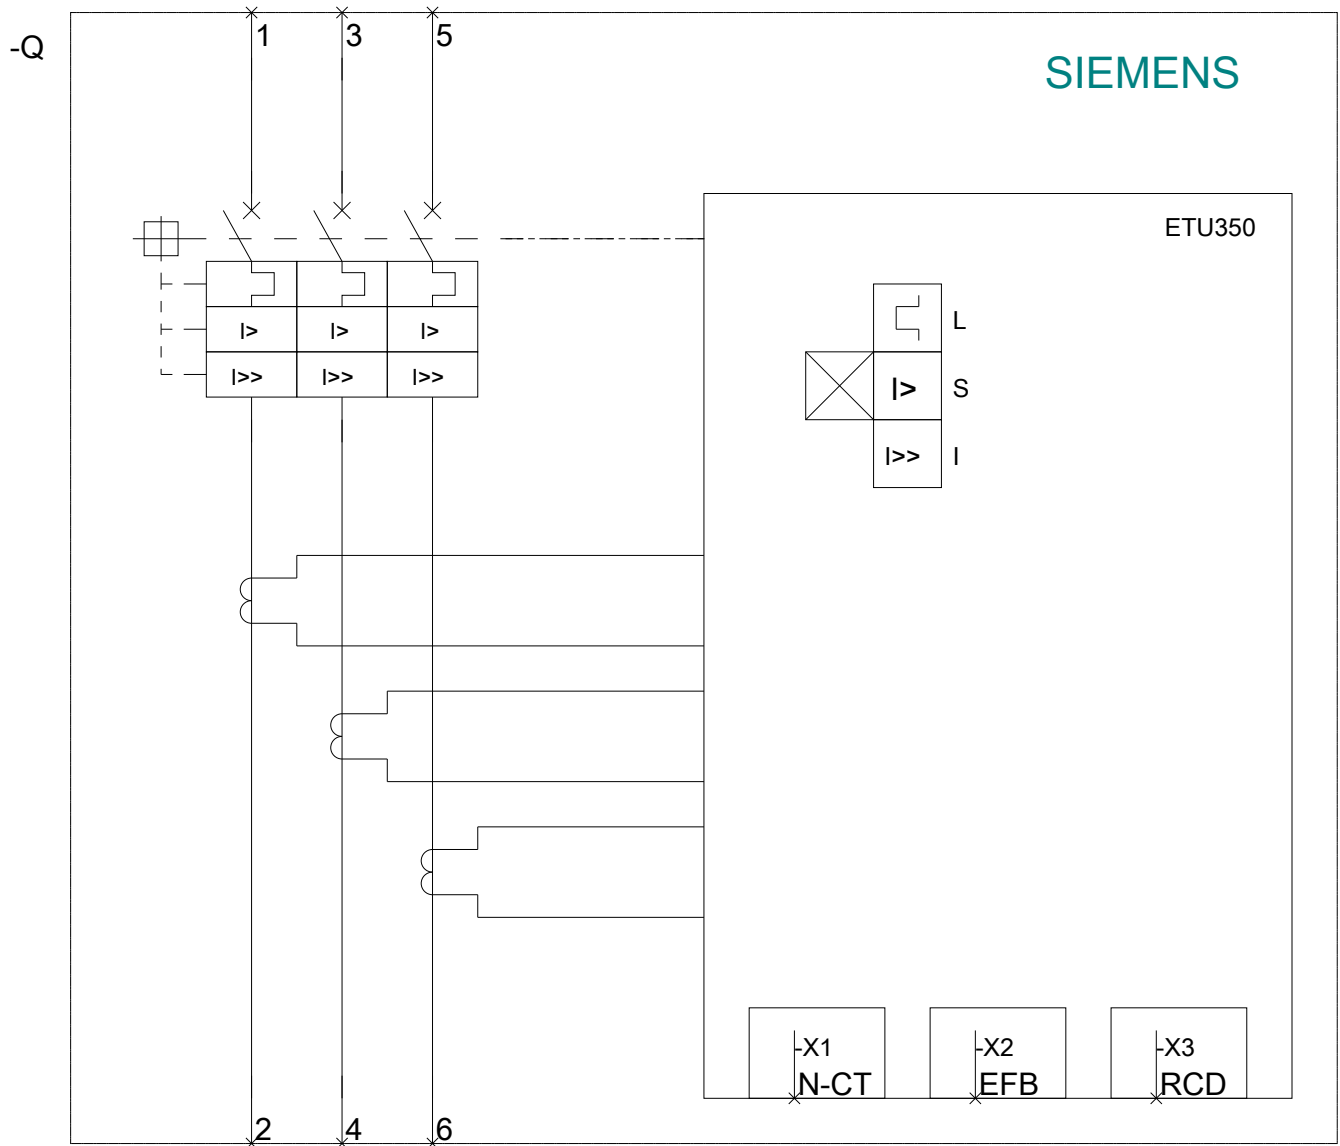 1 3 5
-Q
SIEMENS
ETU350
I> I> I>
I>> I>> I>>
L
I> S
I>> I
-X1 -X2 -X3
N-CT EFB RCD
2 4 6